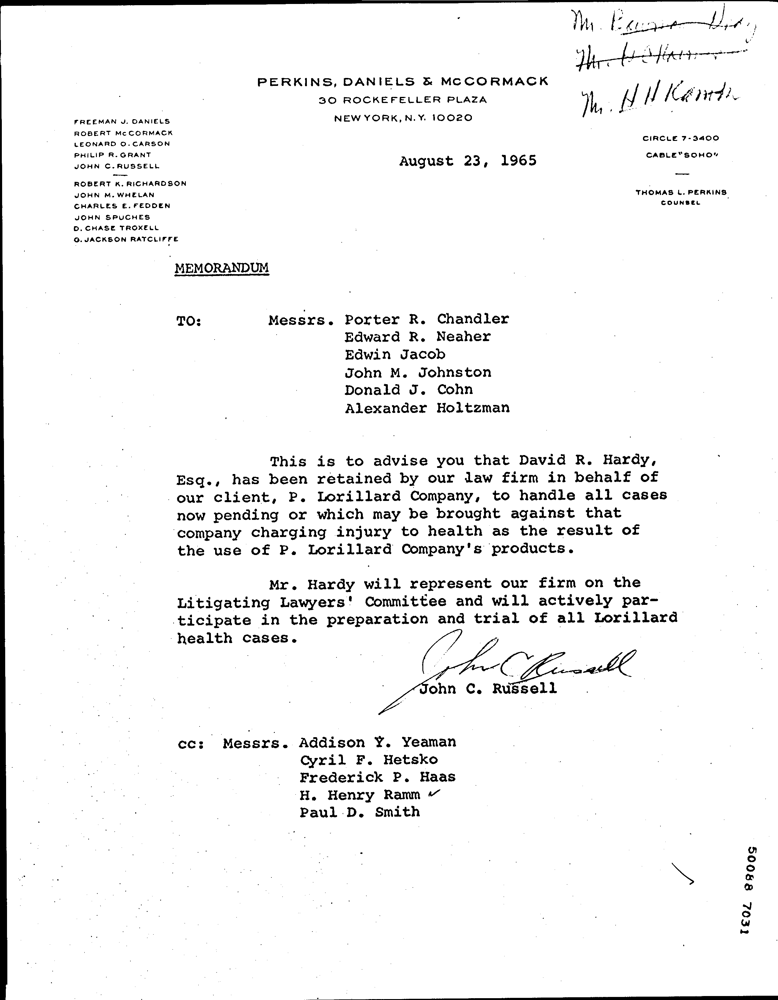 Mr.
Mr.
Mr. H H Ramm
PERKINS, DANIELS & McCORMACK
30 ROCKEFELLER PLAZA
NEW YORK, N.Y. 10020
FREEMAN J. DANIELS
ROBERT McCORMACK
LEONARD O. CARSON
PHILIP R. GRANT
JOHN C. RUSSELL
ROBERT K. RICHARDSON
JOHN M. WHELAN
CHARLES E. FEDDEN
JOHN SPUCHES
D. CHASE TROXELL
O. JACKSON RATCLIFFE
CIRCLE 7-3400
CABLE "SOHO"
THOMAS L. PERKINS
COUNSEL
August 23, 1965
MEMORANDUM
TO: Messrs. Porter R. Chandler
Edward R. Neaher
Edwin Jacob
John M. Johnston
Donald J. Cohn
Alexander Holtzman
This is to advise you that David R. Hardy,
Esq., has been retained by our law firm in behalf of
our client, P. Lorillard Company, to handle all cases
now pending or which may be brought against that
company charging injury to health as the result of
the use of P. Lorillard Company's products.
Mr. Hardy will represent our firm on the
Litigating Lawyers' Committee and will actively par-
ticipate in the preparation and trial of all Lorillard
health cases.
John C Russell
John C. Russell
cc: Messrs. Addison Y. Yeaman
Cyril F. Hetsko
Frederick P. Haas
H. Henry Ramm ✓
Paul D. Smith
50088 7031